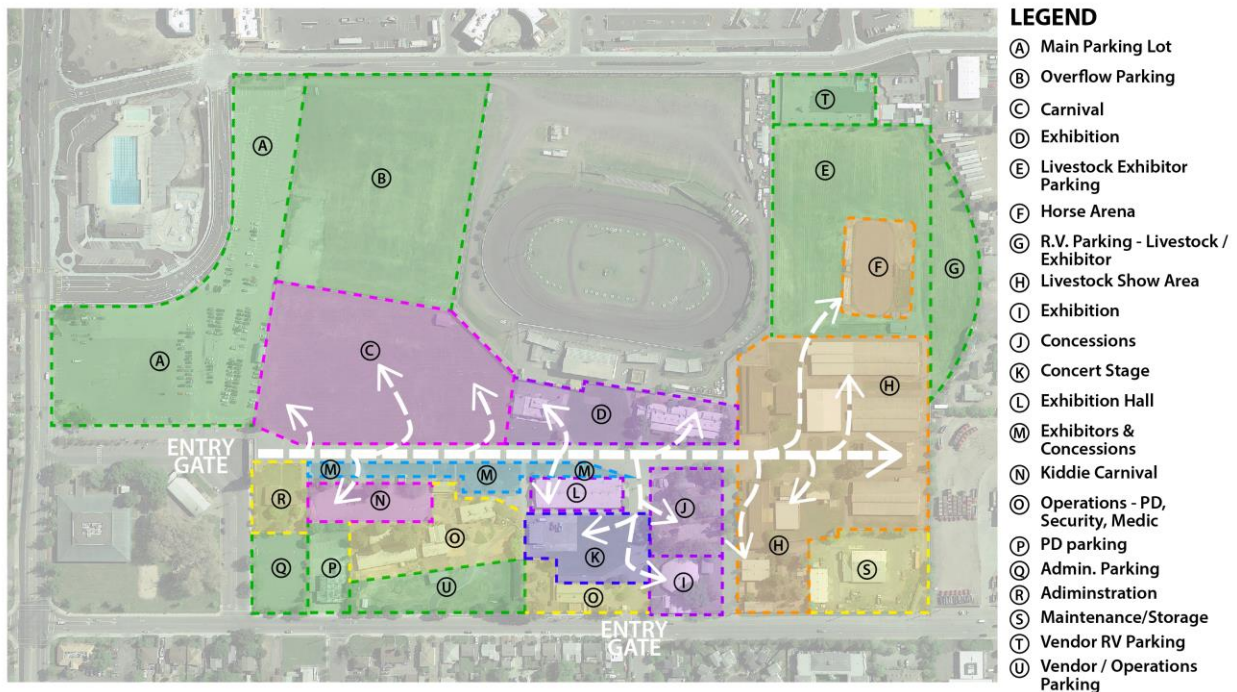 LEGEND
A Main Parking Lot
B Overflow Parking
C Carnival
D Exhibition
E Livestock Exhibitor
Parking
F Horse Arena
G R.V. Parking - Livestock /
Exhibitor
H Livestock Show Area
I Exhibition
J Concessions
K Concert Stage
L Exhibition Hall
M Exhibitors &
Concessions
N Kiddie Carnival
O Operations - PD,
Security, Medic
P PD parking
Q Admin. Parking
R Adiminstration
S Maintenance/Storage
T Vendor RV Parking
U Vendor / Operations
Parking
T
A
B
E
F
G
A
C
H
D
ENTRY
GATE
M
M
M
R
N
L
J
O
K
H
Q
P
U
O
I
S
ENTRY
GATE